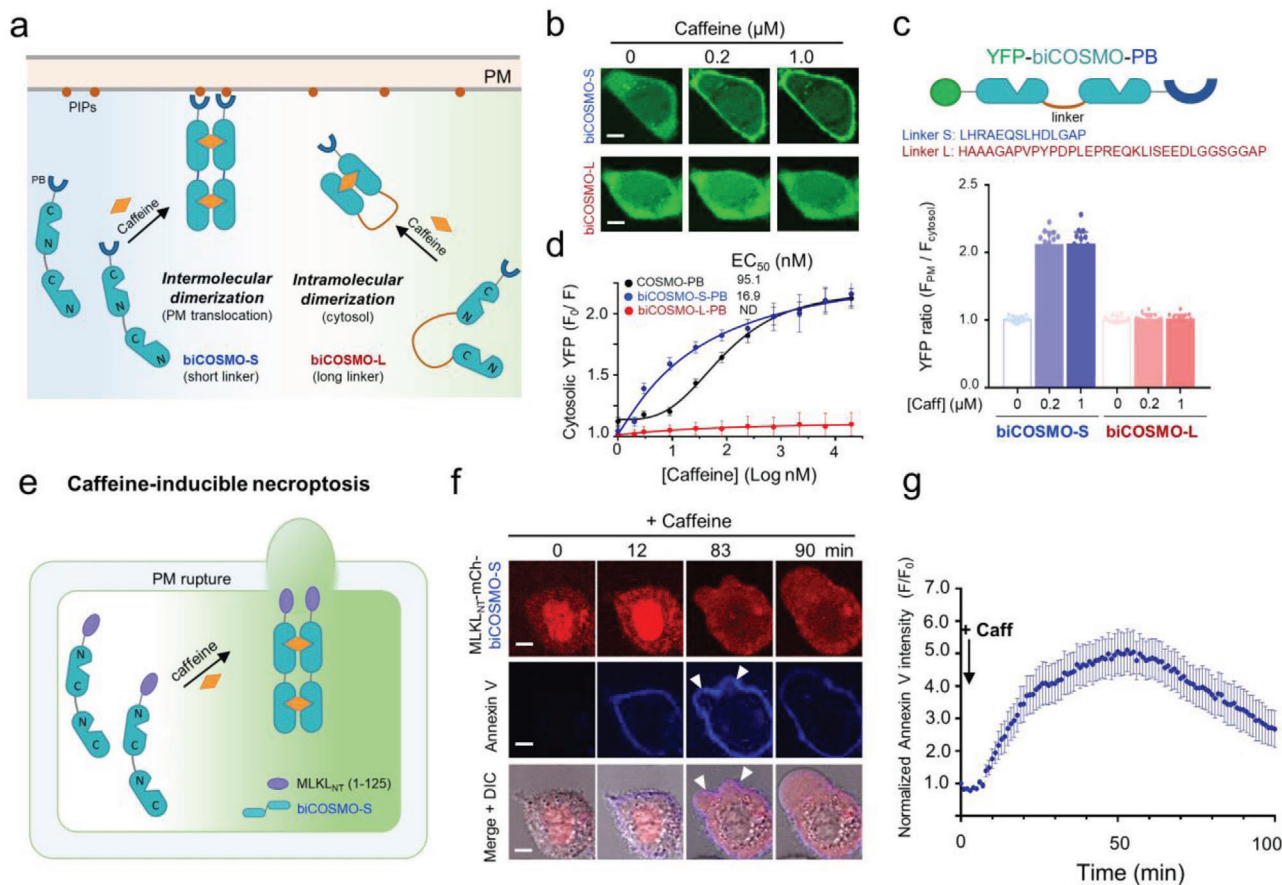 a
PM
PIPs
PB
Caffeine
Caffeine
C
N
C
N
C
N
C
N
N
C
C
N
Intermolecular
dimerization
(PM translocation)
Intramolecular
dimerization
(cytosol)
biCOSMO-S
(short linker)
biCOSMO-L
(long linker)
b
Caffeine (µM)
0 0.2 1.0
biCOSMO-S
biCOSMO-L
c
YFP-biCOSMO-PB
linker
Linker S: LHRAEQSLHDLGAP
Linker L: HAAAGAPVPYPDPLEPREQKLISEEDLGGSGGAP
YFP ratio (FPM / Fcytosol)
2.5
2.0
1.0
0.0
[Caff] (µM)
0 0.2 1 0 0.2 1
biCOSMO-S biCOSMO-L
d
EC50 (nM)
COSMO-PB 95.1
biCOSMO-S-PB 16.9
biCOSMO-L-PB ND
Cytosolic YFP (F0/ F)
2.0
1.5
1.0
0 1 2 3 4
[Caffeine] (Log nM)
e
Caffeine-inducible necroptosis
PM rupture
caffeine
N
N
C
N
N
C
MLKLNT (1-125)
biCOSMO-S
f
+ Caffeine
0 12 83 90 min
MLKLNT-mCh-
biCOSMO-S
Annexin V
Merge + DIC
g
Normalized Annexin V intensity (F/F0)
7.0
6.0
5.0
4.0
3.0
2.0
1.0
+ Caff
0 50 100
Time (min)